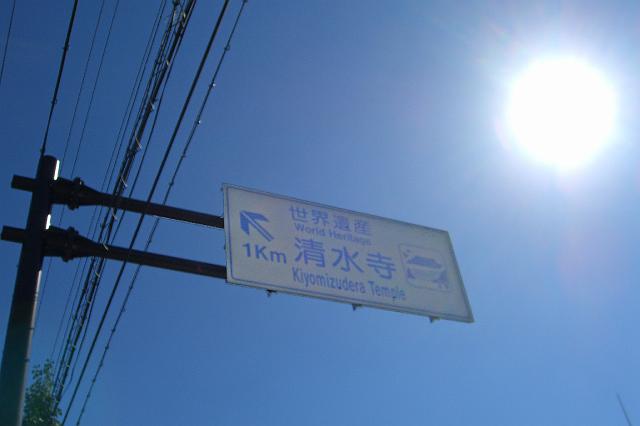 世界遺産
World Heritage
1Km
清水寺
Kiyomizudera Temple